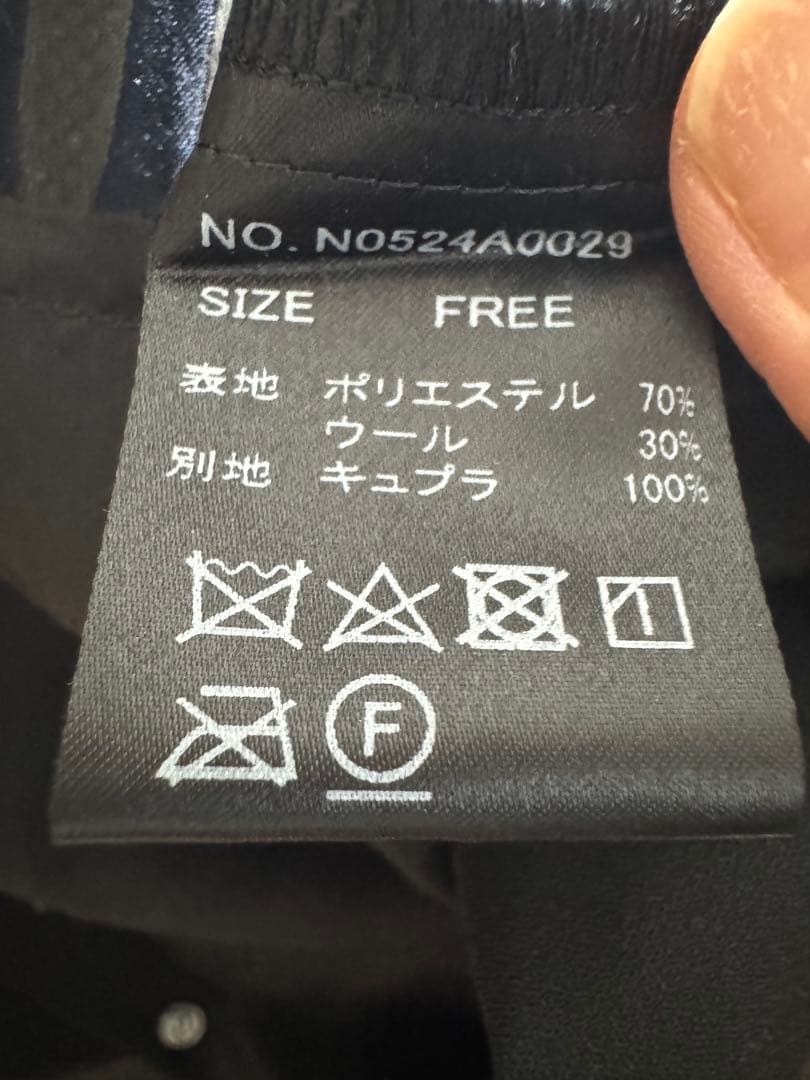 NO. N0524A0029
SIZE FREE
表地 ポリエステル 70%
ウール 30%
別地 キュプラ 100%
F